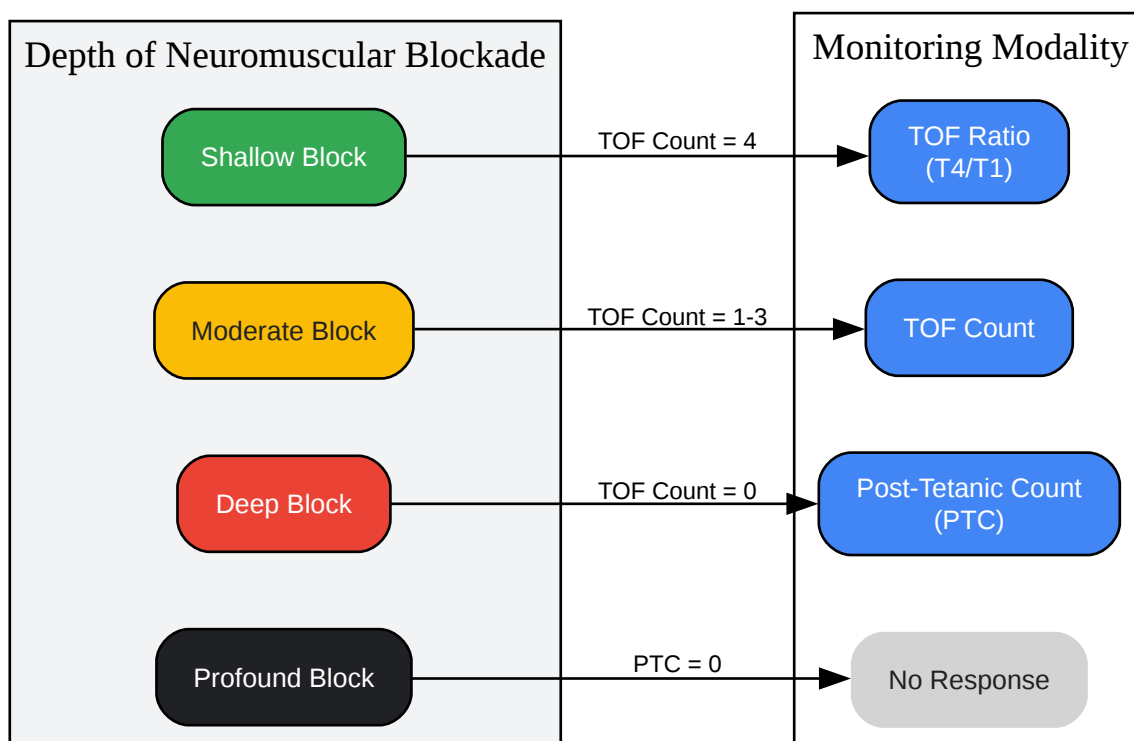 Depth of Neuromuscular Blockade
Monitoring Modality
Shallow Block
TOF Count = 4
TOF Ratio
(T4/T1)
Moderate Block
TOF Count = 1-3
TOF Count
Deep Block
TOF Count = 0
Post-Tetanic Count
(PTC)
Profound Block
PTC = 0
No Response